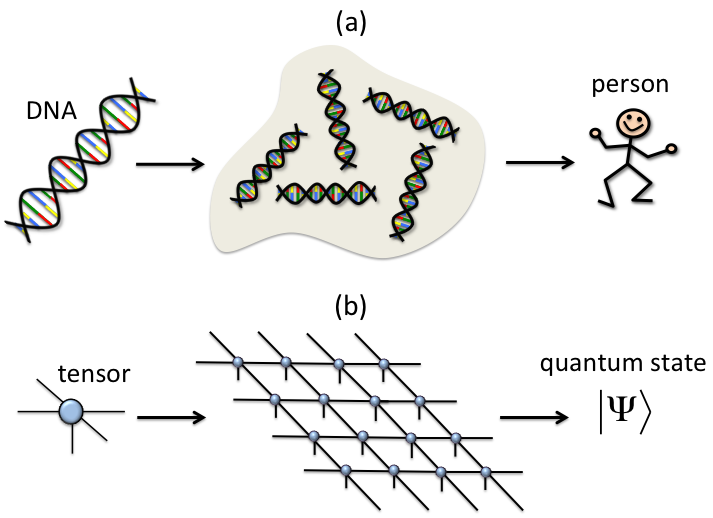 (a)
DNA
person
(b)
tensor
quantum state
|Ψ⟩